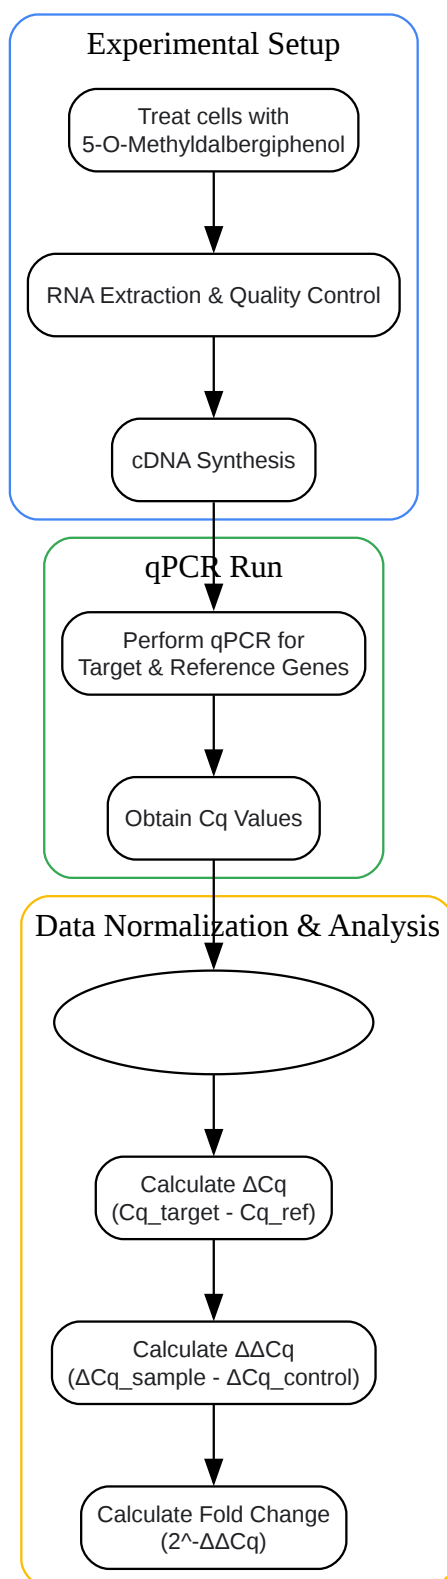 Experimental Setup
Treat cells with
5-O-Methyldalbergiphenol
RNA Extraction & Quality Control
cDNA Synthesis
qPCR Run
Perform qPCR for
Target & Reference Genes
Obtain Cq Values
Data Normalization & Analysis
Calculate ΔCq
(Cq_target - Cq_ref)
Calculate ΔΔCq
(ΔCq_sample - ΔCq_control)
Calculate Fold Change
(2^-ΔΔCq)